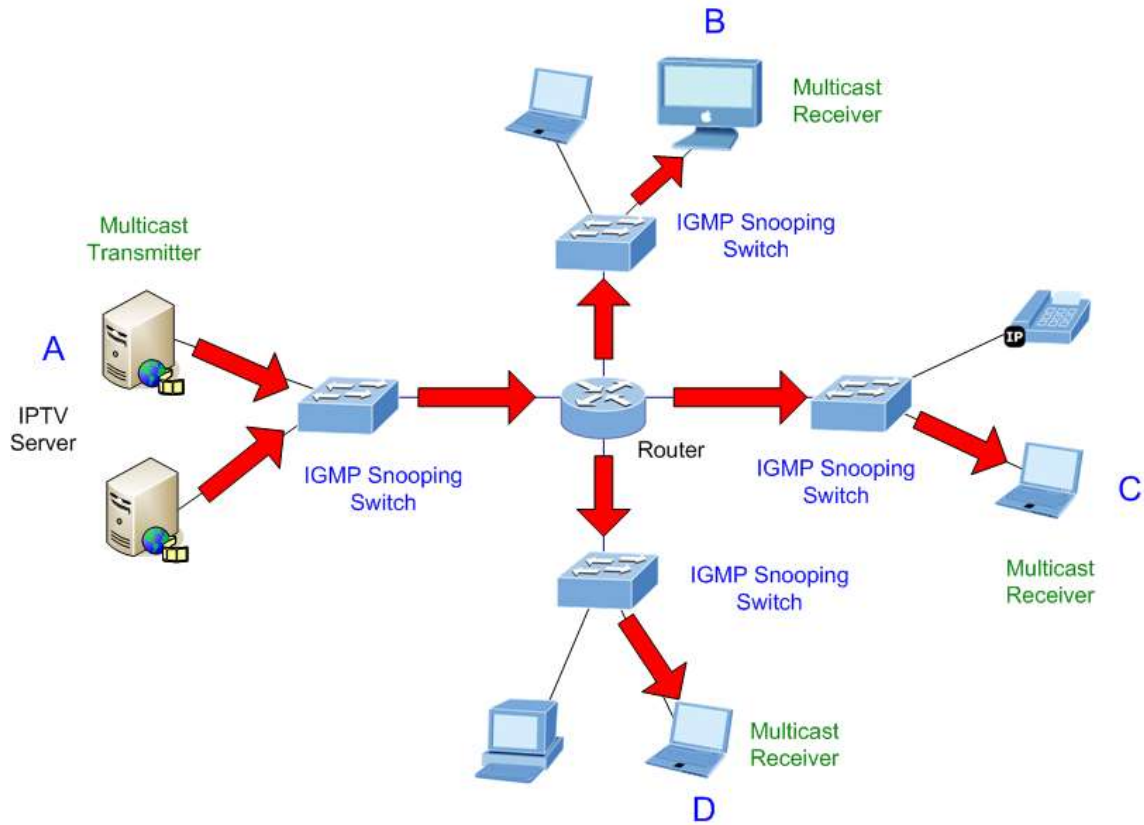 B
Multicast
Receiver
IGMP Snooping
Switch
Multicast
Transmitter
A
IPTV
Server
IGMP Snooping
Switch
Router
IP
IGMP Snooping
Switch
C
Multicast
Receiver
IGMP Snooping
Switch
Multicast
Receiver
D